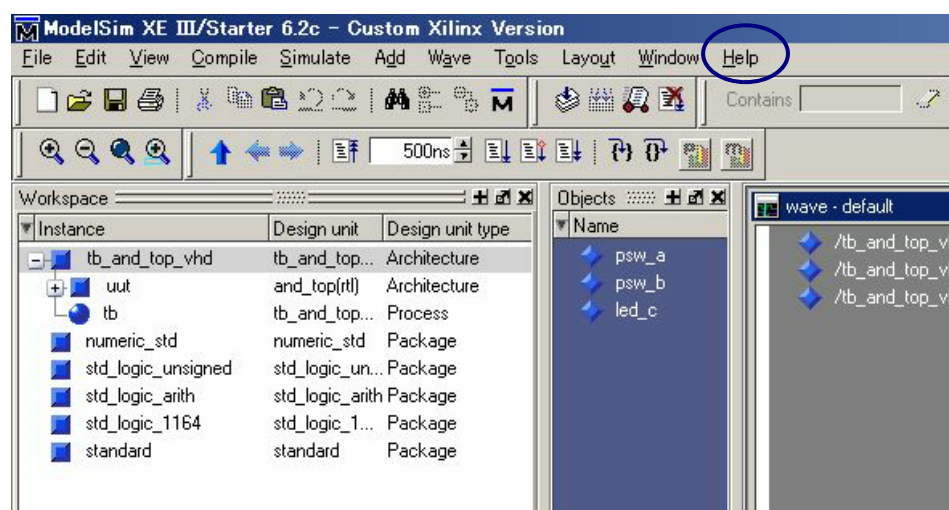 ModelSim XE III/Starter 6.2c - Custom Xilinx Version
File Edit View Compile Simulate Add Wave Tools Layout Window Help
Contains
500ns
Workspace
Objects
wave - default
Instance Design unit Design unit type
Name
tb_and_top_vhd tb_and_top... Architecture
uut and_top(rtl) Architecture
tb tb_and_top... Process
numeric_std numeric_std Package
std_logic_unsigned std_logic_un... Package
std_logic_arith std_logic_arith Package
std_logic_1164 std_logic_1... Package
standard standard Package
psw_a
psw_b
led_c
/tb_and_top_v
/tb_and_top_v
/tb_and_top_v